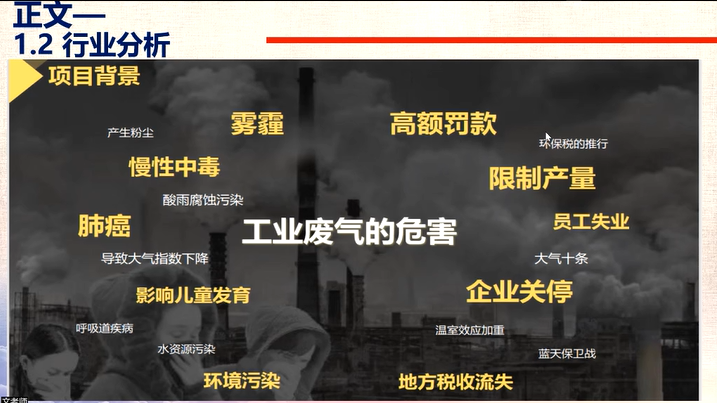 正文—
1.2 行业分析
项目背景
雾霾
高额罚款
产生粉尘
环保税的推行
慢性中毒
限制产量
酸雨腐蚀污染
肺癌
员工失业
工业废气的危害
导致大气指数下降
大气十条
影响儿童发育
企业关停
呼吸道疾病
温室效应加重
水资源污染
蓝天保卫战
环境污染
地方税收流失
文老师